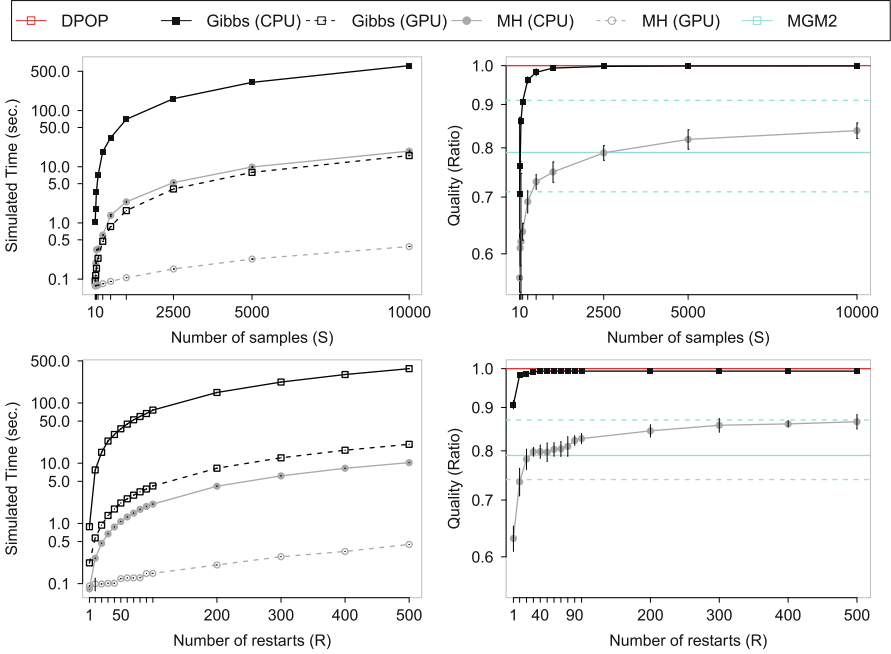 DPOP Gibbs (CPU) Gibbs (GPU) MH (CPU) MH (GPU) MGM2
Simulated Time (sec.)
500.0
100.0
50.0
10.0
5.0
1.0
0.5
0.1
10 2500 5000 10000
Number of samples (S)
Quality (Ratio)
1.0
0.9
0.8
0.7
0.6
10 2500 5000 10000
Number of samples (S)
Simulated Time (sec.)
500.0
100.0
50.0
10.0
5.0
1.0
0.5
0.1
1 50 200 300 400 500
Number of restarts (R)
Quality (Ratio)
1.0
0.9
0.8
0.7
0.6
1 40 90 200 300 400 500
Number of restarts (R)